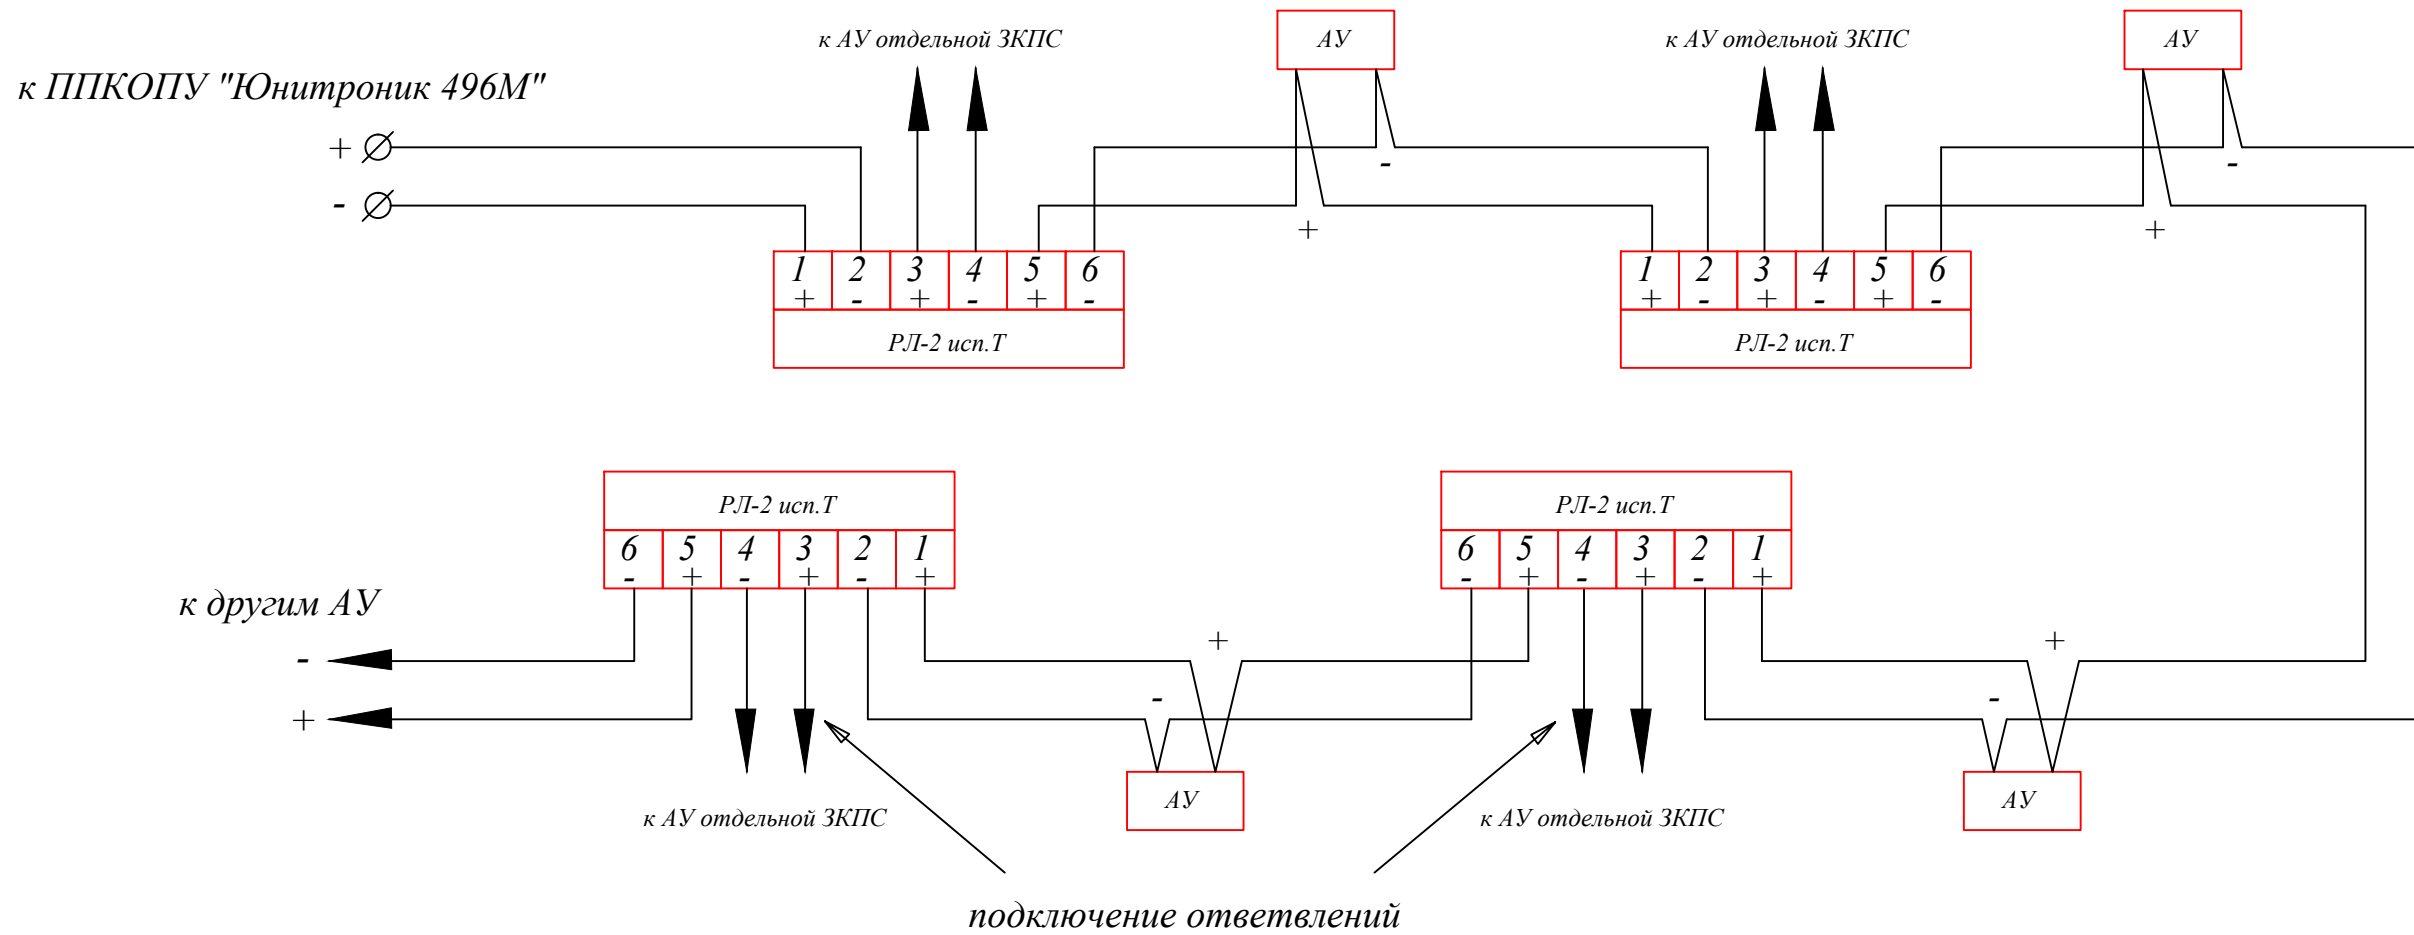 к АУ отдельной ЗКПС
АУ
к АУ отдельной ЗКПС
АУ
к ППКОПУ "Юнитроник 496М"
+
-
- -
+ +
1 2 3 4 5 6
+ - + - + -
РЛ-2 исп.Т
1 2 3 4 5 6
+ - + - + -
РЛ-2 исп.Т
РЛ-2 исп.Т
6 5 4 3 2 1
- + - + - +
РЛ-2 исп.Т
6 5 4 3 2 1
- + - + - +
к другим АУ
-
+
+ +
- -
АУ
АУ
к АУ отдельной ЗКПС
к АУ отдельной ЗКПС
подключение ответвлений